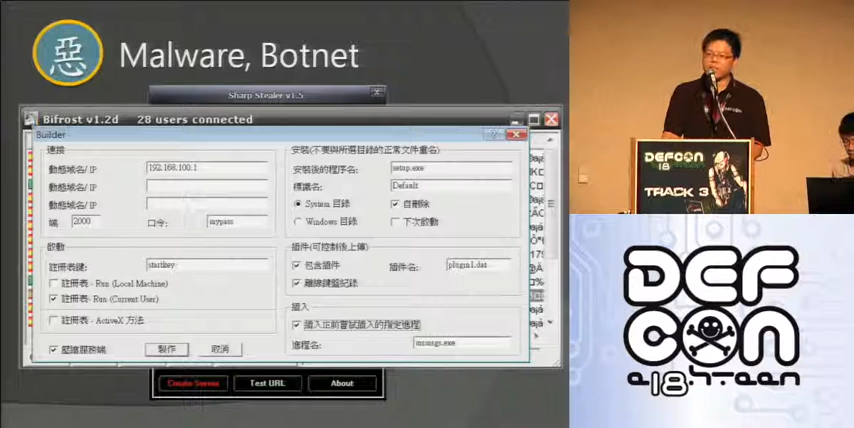 惡 Malware, Botnet
Sharp Stealer v1.5
Bifrost v1.2d 28 users connected
Builder
連接
動態域名/ IP 192.168.100.1
動態域名/ IP
動態域名/ IP
端 2000 口令: mypass
啟動
註冊表鍵: startkey
註冊表 - Run (Local Machine)
註冊表- Run (Current User)
註冊表 - ActiveX 方法
壓縮服務端 製作 取消
安裝(不要與所選目錄的正常文件重名)
安裝後的程序名: setup.exe
標識名: Default
System 目錄 自刪除
Windows 目錄 下次啟動
插件(可控制後上傳)
包含插件 插件名: plugin1.dat
離線鍵盤紀錄
插入
插入正前嘗試插入的指定進程
進程名: msmsgs.exe
Create Server Test URL About
DEFCON
18
TRACK 3
DEF
CON
e18hteen